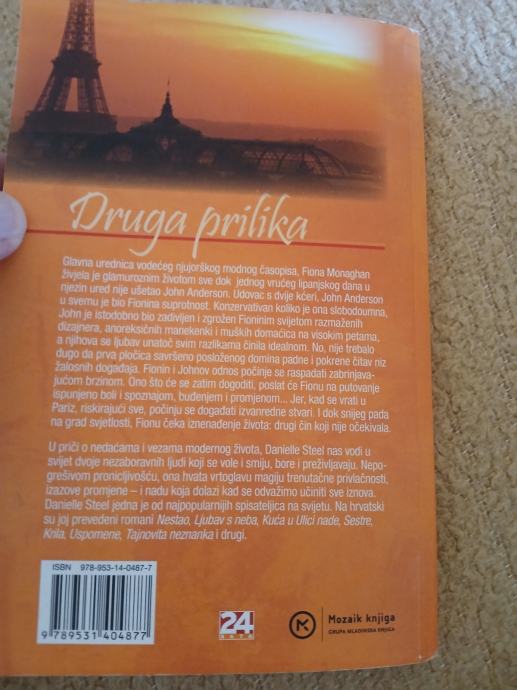 Druga prilika
Glavna urednica vodećeg njujorškog modnog časopisa, Fiona Monaghan
živjela je glamuroznim životom sve dok jednog vrućeg lipanjskog dana u
njezin ured nije ušetao John Anderson. Udovac s dvije kćeri, John Anderson
u svemu je bio Fionina suprotnost. Konzervativan koliko je ona slobodoumna,
John je istodobno bio zadivljen i zgrožen Fioninim svijetom razmaženih
dizajnera, anoreksičnih manekenki i muških domaćica na visokim petama,
a njihova se ljubav unatoč svim razlikama činila idealnom. No, nije trebalo
dugo da prva pločica savršeno posloženog domina padne i pokrene čitav niz
žalosnih događaja. Fionin i Johnov odnos počinje se raspadati zabrinjava-
jućom brzinom. Ono što će se zatim dogoditi, poslat će Fionu na putovanje
ispunjeno boli i spoznajom, buđenjem i promjenom... Jer, kad se vrati u
Pariz, riskirajući sve, počinju se događati izvanredne stvari. I dok snijeg pada
na grad svjetlosti, Fionu čeka iznenađenje života: drugi čin koji nije očekivala.
U priči o nedaćama i vezama modernog života, Danielle Steel nas vodi u
svijet dvoje nezaboravnih ljudi koji se vole i smiju, bore i preživljavaju. Nepo-
grešivom pronicljivošću, ona hvata vrtoglavu magiju trenutačne privlačnosti,
izazove promjene – i nadu koja dolazi kad se odvažimo učiniti sve iznova.
Danielle Steel jedna je od najpopularnijih spisateljica na svijetu. Na hrvatski
su joj prevedeni romani Nestao, Ljubav s neba, Kuća u Ulici nade, Sestre,
Krila, Uspomene, Tajnovita neznanka i drugi.
ISBN 978-953-14-0487-7
9 789531 404877
24
SATA
Mozaik knjiga
GRUPA MLADINSKA KNJIGA